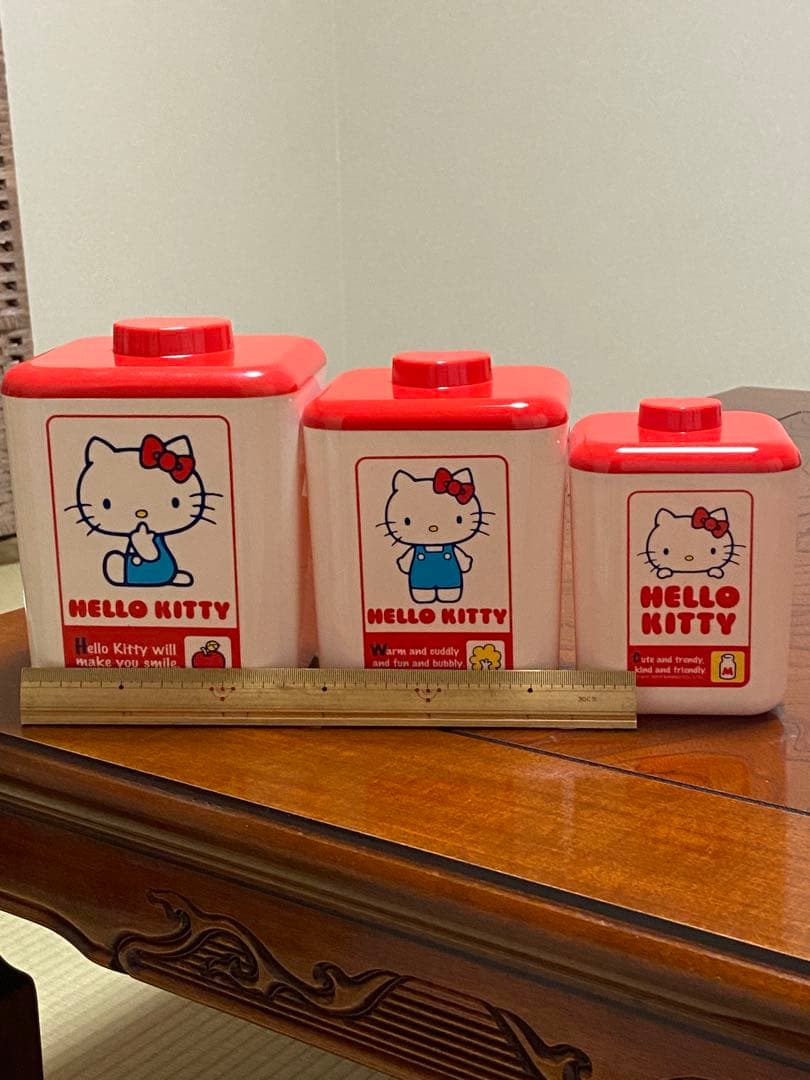 HELLO KITTY
Hello Kitty will
make you smile
HELLO KITTY
Warm and cuddly
and fun and bubbly
HELLO
KITTY
Cute and trendy,
kind and friendly
M